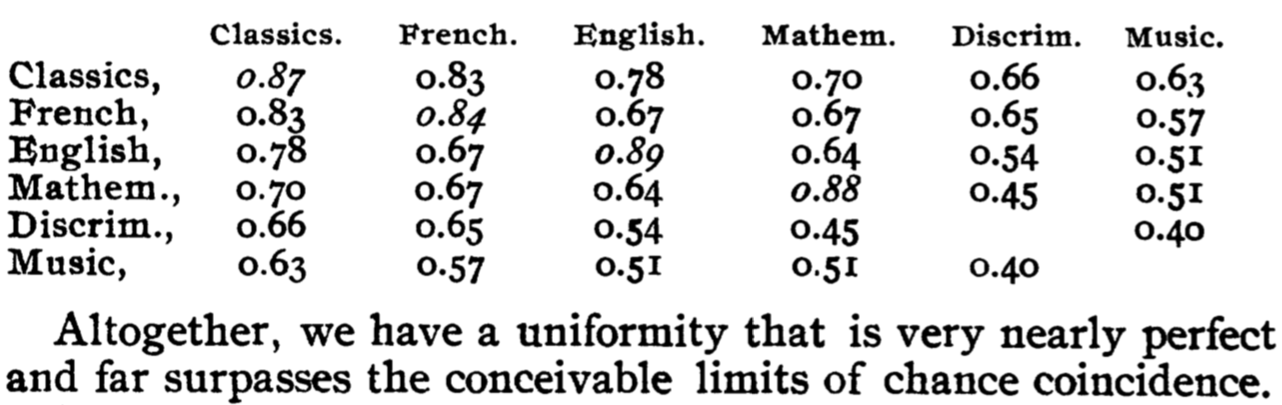 Classics. French. English. Mathem. Discrim. Music.
Classics, 0.87 0.83 0.78 0.70 0.66 0.63
French, 0.83 0.84 0.67 0.67 0.65 0.57
English, 0.78 0.67 0.89 0.64 0.54 0.51
Mathem., 0.70 0.67 0.64 0.88 0.45 0.51
Discrim., 0.66 0.65 0.54 0.45 0.40
Music, 0.63 0.57 0.51 0.51 0.40
Altogether, we have a uniformity that is very nearly perfect
and far surpasses the conceivable limits of chance coincidence.